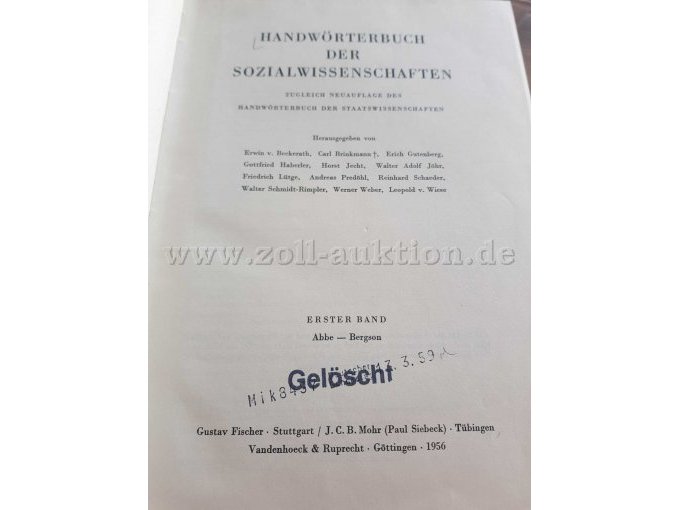 HANDWÖRTERBUCH
DER
SOZIALWISSENSCHAFTEN
ZUGLEICH NEUAUFLAGE DES
HANDWÖRTERBUCH DER STAATSWISSENSCHAFTEN
Herausgegeben von
Erwin v. Beckerath, Carl Brinkmann †, Erich Gutenberg,
Gottfried Haberler, Horst Jecht, Walter Adolf Jöhr,
Friedrich Lütge, Andreas Predöhl, Reinhard Schaeder,
Walter Schmidt-Rimpler, Werner Weber, Leopold v. Wiese
www.zoll-auktion.de
ERSTER BAND
Abbe — Bergson
Gelöscht
3.59
Gustav Fischer · Stuttgart / J. C. B. Mohr (Paul Siebeck) · Tübingen
Vandenhoeck & Ruprecht · Göttingen · 1956